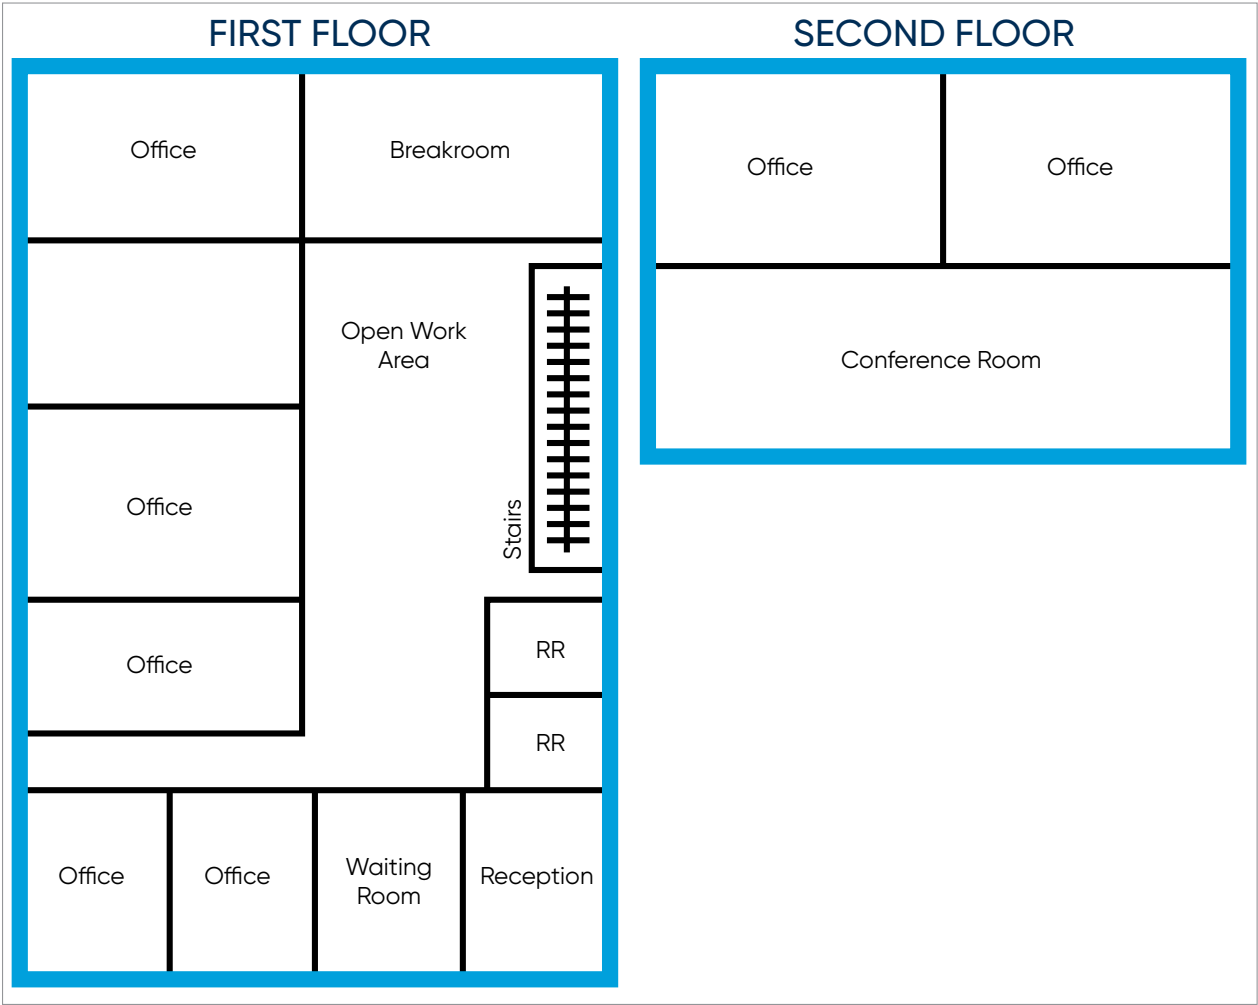 FIRST FLOOR
SECOND FLOOR
Office
Breakroom
Open Work
Area
Stairs
Office
Office
RR
RR
Office
Office
Waiting
Room
Reception
Office
Office
Conference Room